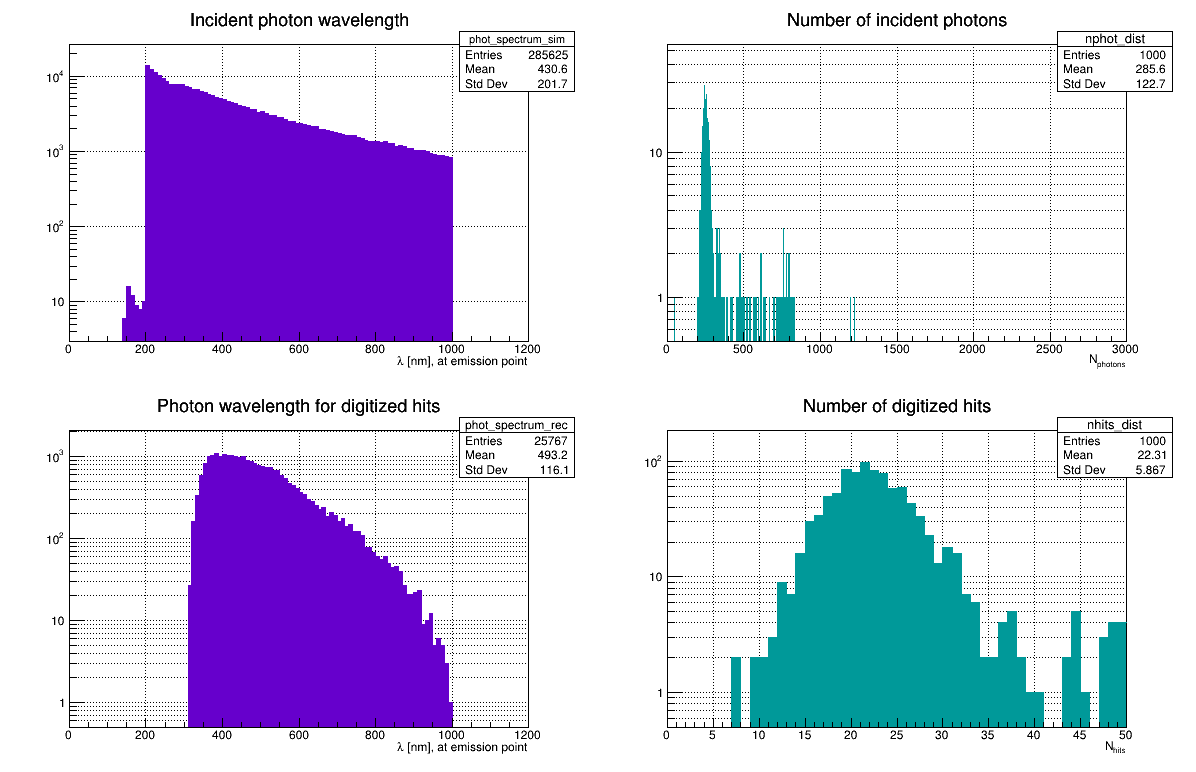 Incident photon wavelength
phot_spectrum_sim
Entries 285625
Mean 430.6
Std Dev 201.7
10⁴
10³
10²
10
0 200 400 600 800 1000 1200
λ [nm], at emission point
Number of incident photons
nphot_dist
Entries 1000
Mean 285.6
Std Dev 122.7
10
1
0 500 1000 1500 2000 2500 3000
N_photons
Photon wavelength for digitized hits
phot_spectrum_rec
Entries 25767
Mean 493.2
Std Dev 116.1
10³
10²
10
1
0 200 400 600 800 1000 1200
λ [nm], at emission point
Number of digitized hits
nhits_dist
Entries 1000
Mean 22.31
Std Dev 5.867
10²
10
1
0 5 10 15 20 25 30 35 40 45 50
N_hits